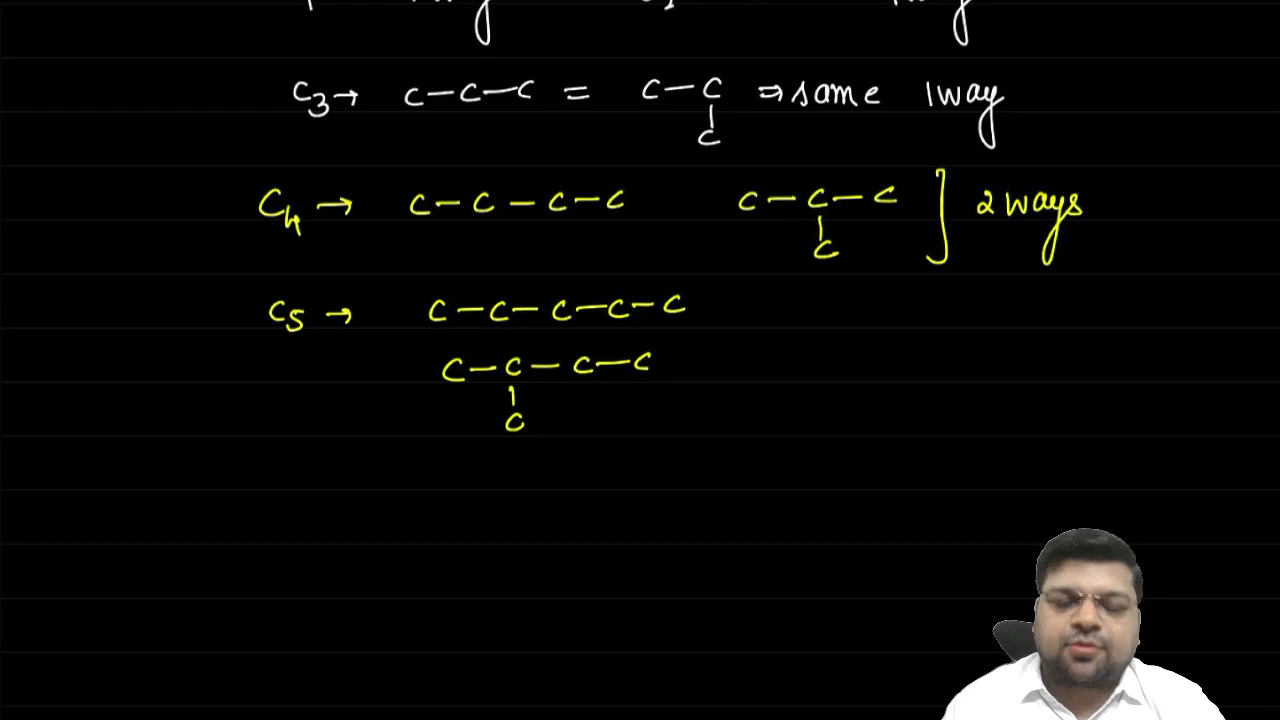 C3→ C-C-C = C-C ⇒ same 1way
C
C4 → C-C-C-C C-C-C ] 2 ways
C
C5 → C-C-C-C-C
C-C-C-C
C